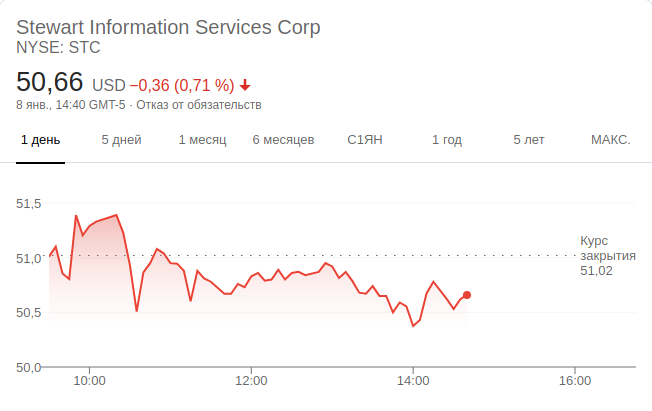 Stewart Information Services Corp
NYSE: STC
50,66 USD −0,36 (0,71 %)
8 янв., 14:40 GMT-5 · Отказ от обязательств
1 день 5 дней 1 месяц 6 месяцев С1ЯН 1 год 5 лет МАКС.
51,5
51,0
50,5
50,0
Курс
закрытия
51,02
10:00 12:00 14:00 16:00